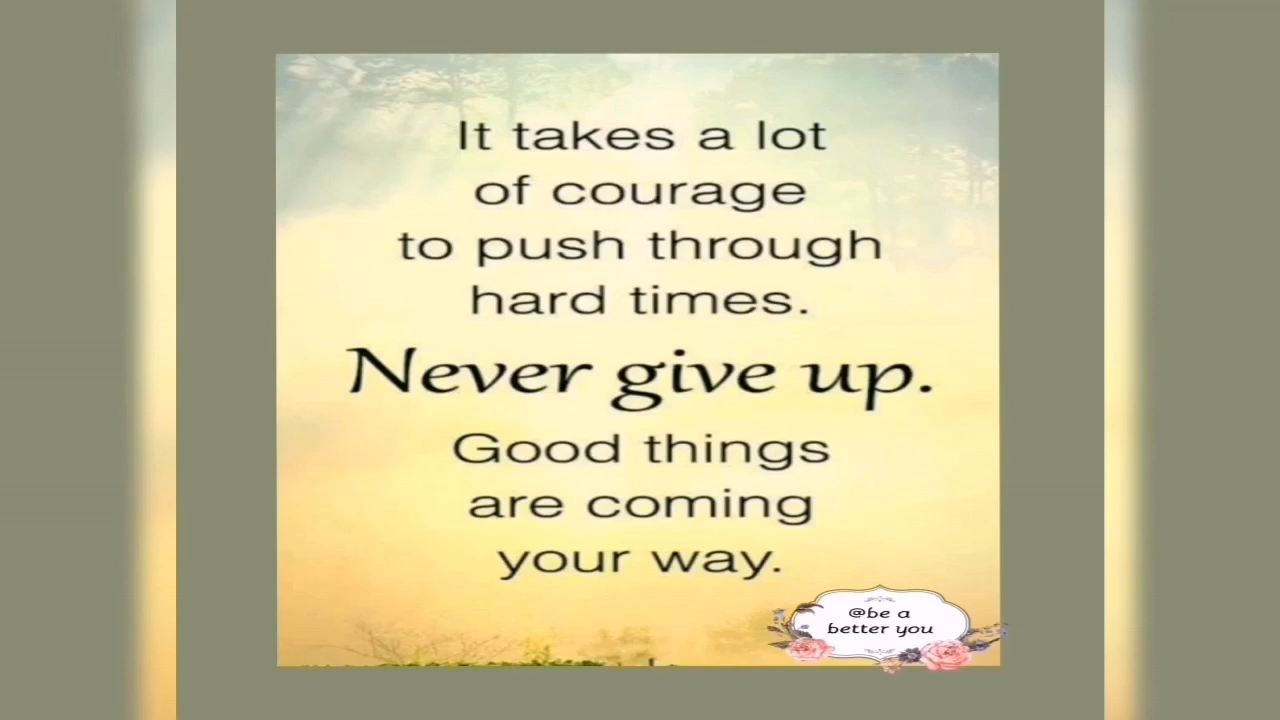 It takes a lot
of courage
to push through
hard times.
Never give up.
Good things
are coming
your way.
@be a
better you